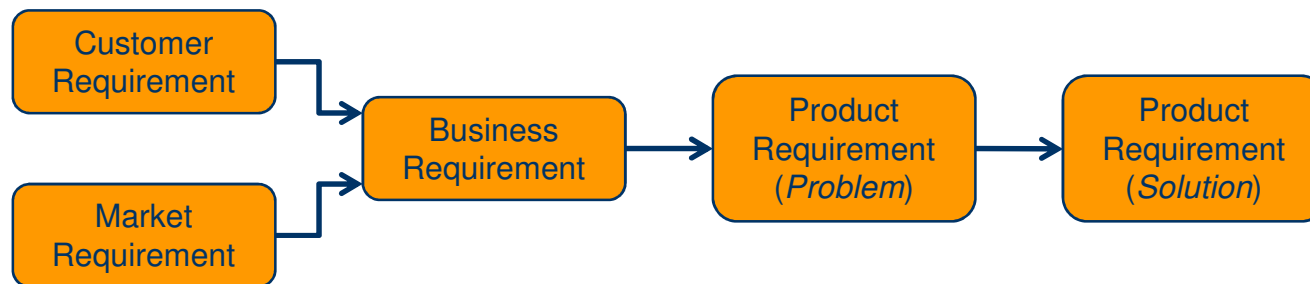 Customer
Requirement
Market
Requirement
Business
Requirement
Product
Requirement
(Problem)
Product
Requirement
(Solution)